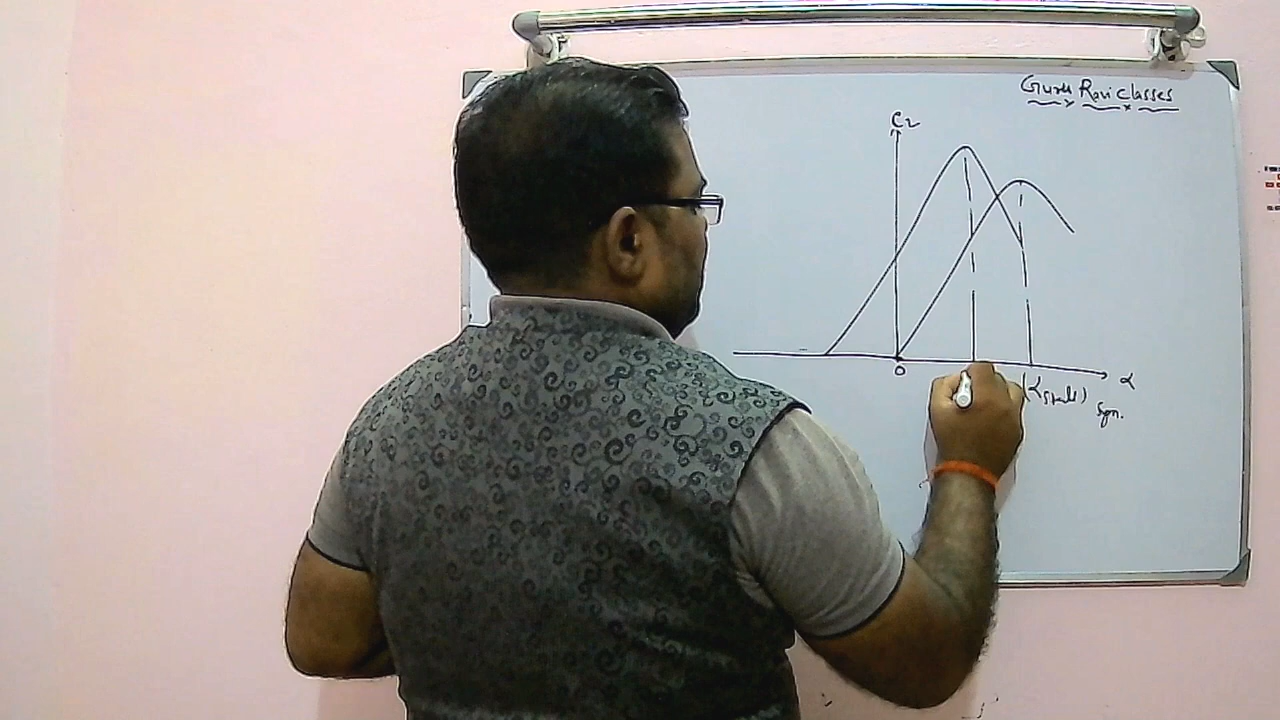 Guru Ravi classes
CL
0
α
(αstall)
Sym.